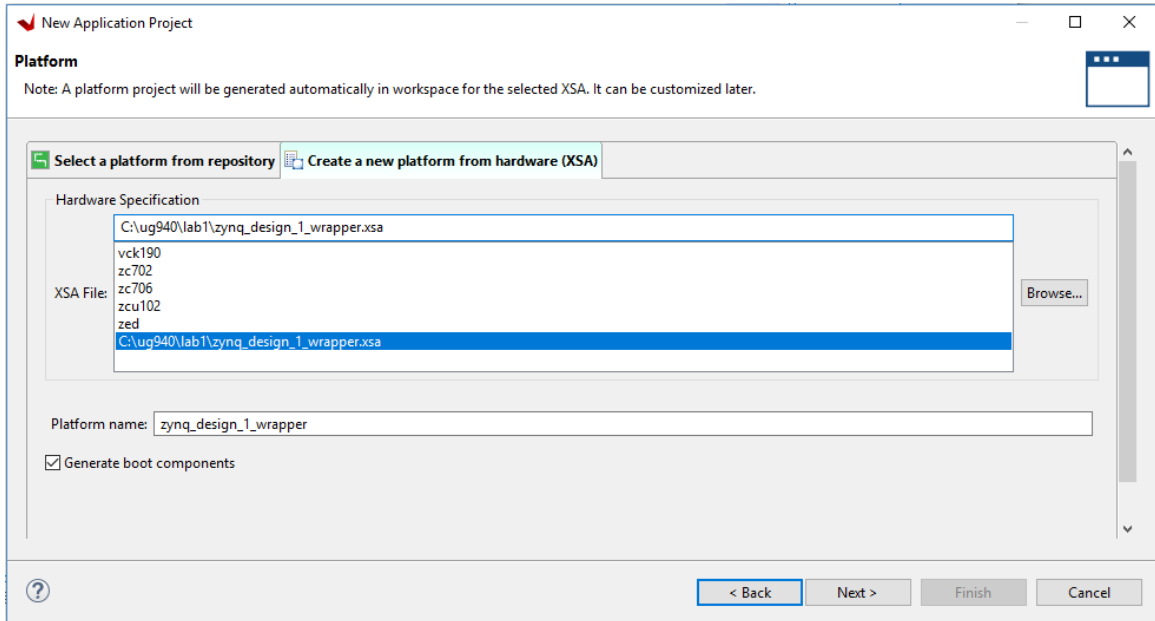 New Application Project
Platform
Note: A platform project will be generated automatically in workspace for the selected XSA. It can be customized later.
Select a platform from repository
Create a new platform from hardware (XSA)
Hardware Specification
C:\ug940\lab1\zynq_design_1_wrapper.xsa
XSA File:
vck190
zc702
zc706
zcu102
zed
C:\ug940\lab1\zynq_design_1_wrapper.xsa
Browse...
Platform name: zynq_design_1_wrapper
Generate boot components
?
< Back
Next >
Finish
Cancel